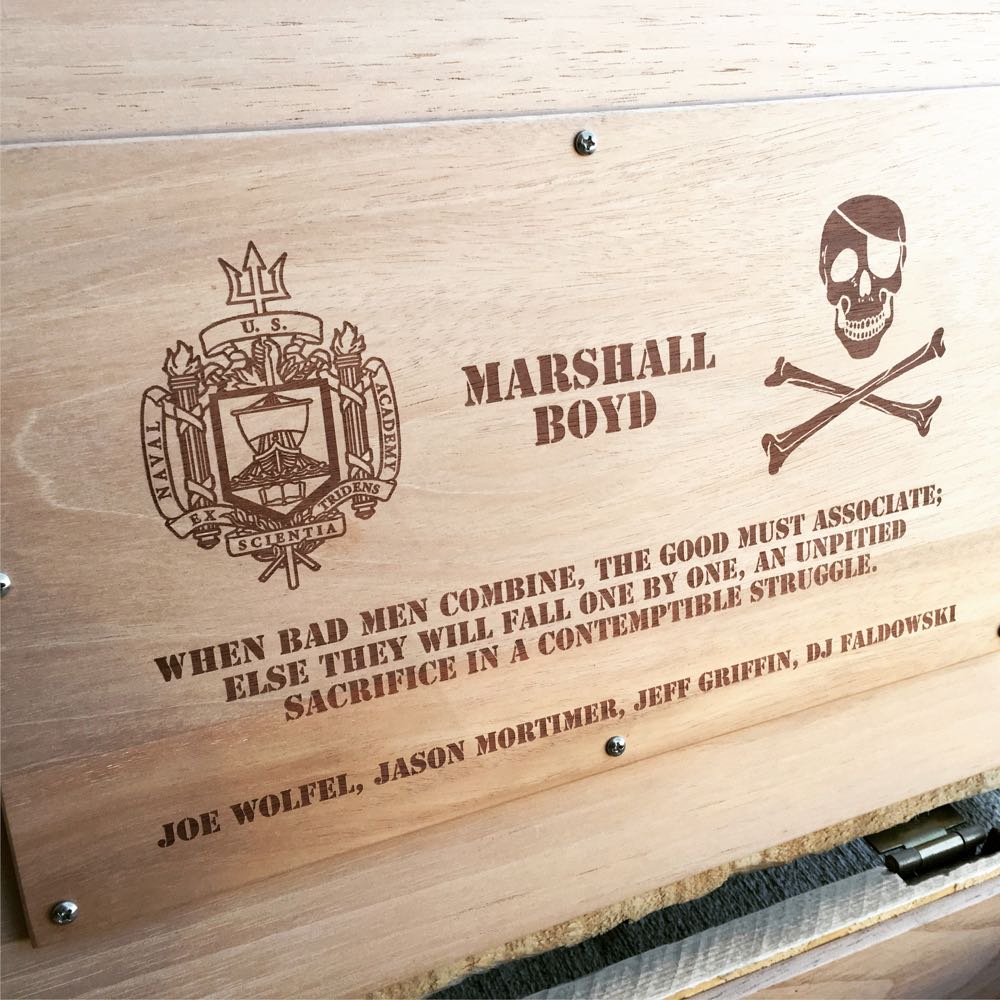 U. S.
NAVAL
ACADEMY
EX
SCIENTIA
TRIDENS
MARSHALL
BOYD
WHEN BAD MEN COMBINE, THE GOOD MUST ASSOCIATE;
ELSE THEY WILL FALL ONE BY ONE, AN UNPITIED
SACRIFICE IN A CONTEMPTIBLE STRUGGLE.
JOE WOLFEL, JASON MORTIMER, JEFF GRIFFIN, DJ FALDOWSKI